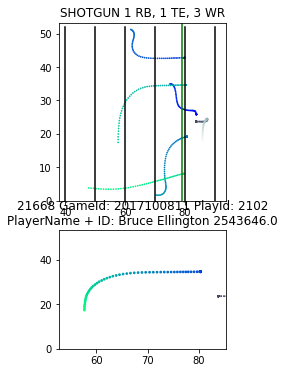 SHOTGUN 1 RB, 1 TE, 3 WR
50
40
30
20
10
0
40 60 80
21668 GameId: 2017100811 PlayId: 2102
PlayerName + ID: Bruce Ellington 2543646.0
40
20
0
60 70 80